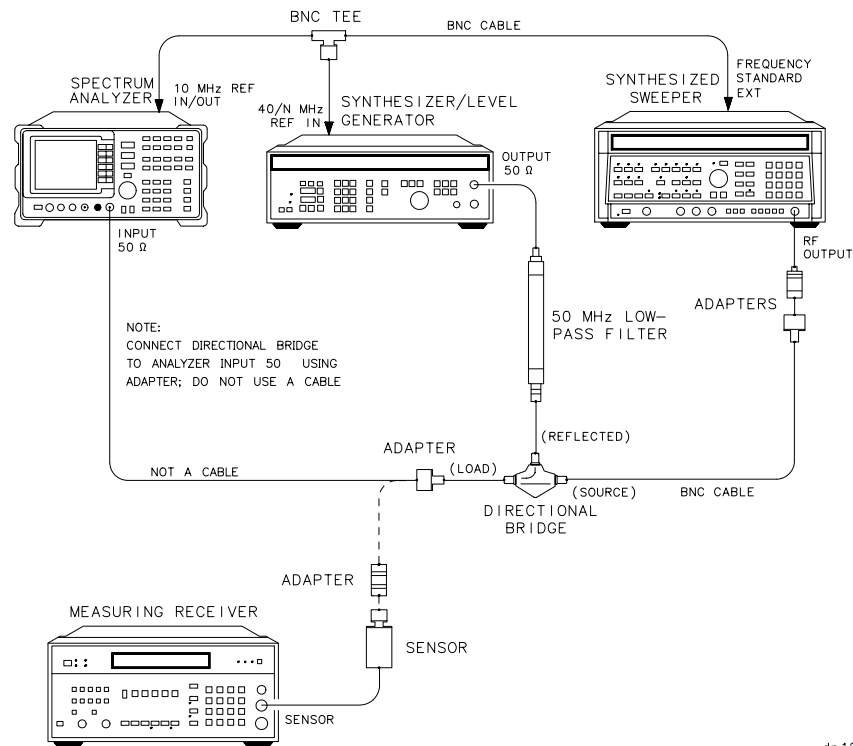 BNC TEE
BNC CABLE
SPECTRUM
ANALYZER
10 MHz REF
IN/OUT
40/N MHz
REF IN
SYNTHESIZER/LEVEL
GENERATOR
SYNTHESIZED
SWEEPER
FREQUENCY
STANDARD
EXT
OUTPUT
50 Ω
INPUT
50 Ω
RF
OUTPUT
ADAPTERS
50 MHz LOW-
PASS FILTER
NOTE:
CONNECT DIRECTIONAL BRIDGE
TO ANALYZER INPUT 50 USING
ADAPTER; DO NOT USE A CABLE
(REFLECTED)
ADAPTER
(LOAD)
NOT A CABLE
(SOURCE)
BNC CABLE
DIRECTIONAL
BRIDGE
ADAPTER
MEASURING RECEIVER
SENSOR
SENSOR